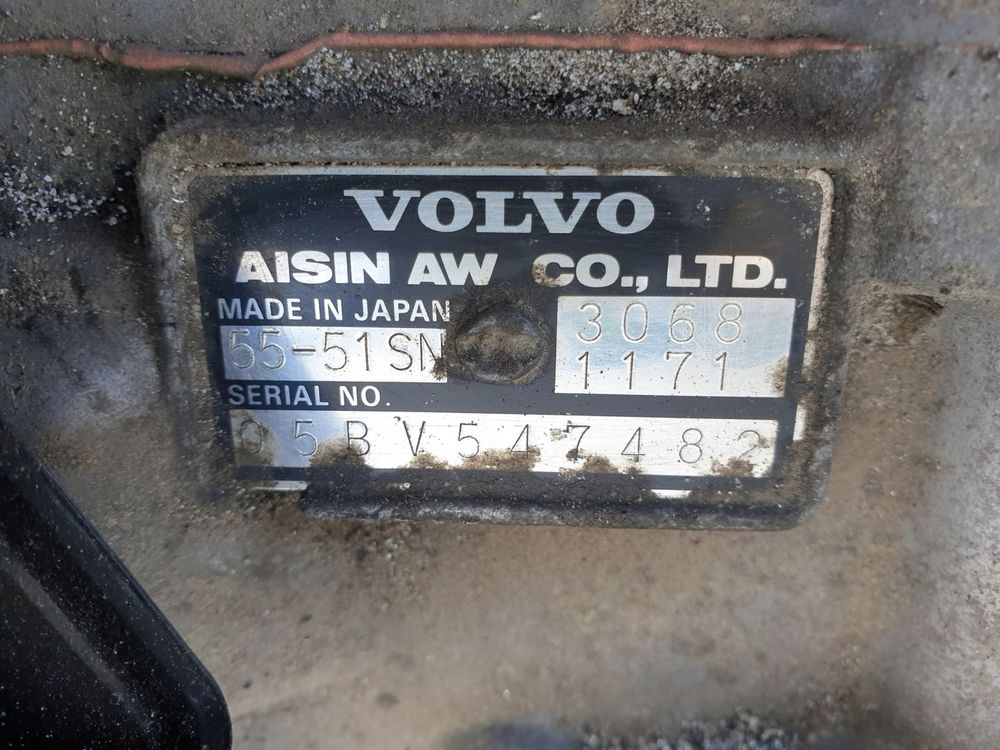 VOLVO
AISIN AW CO., LTD.
MADE IN JAPAN
55-51SN
3068
1171
SERIAL NO.
05BV547482